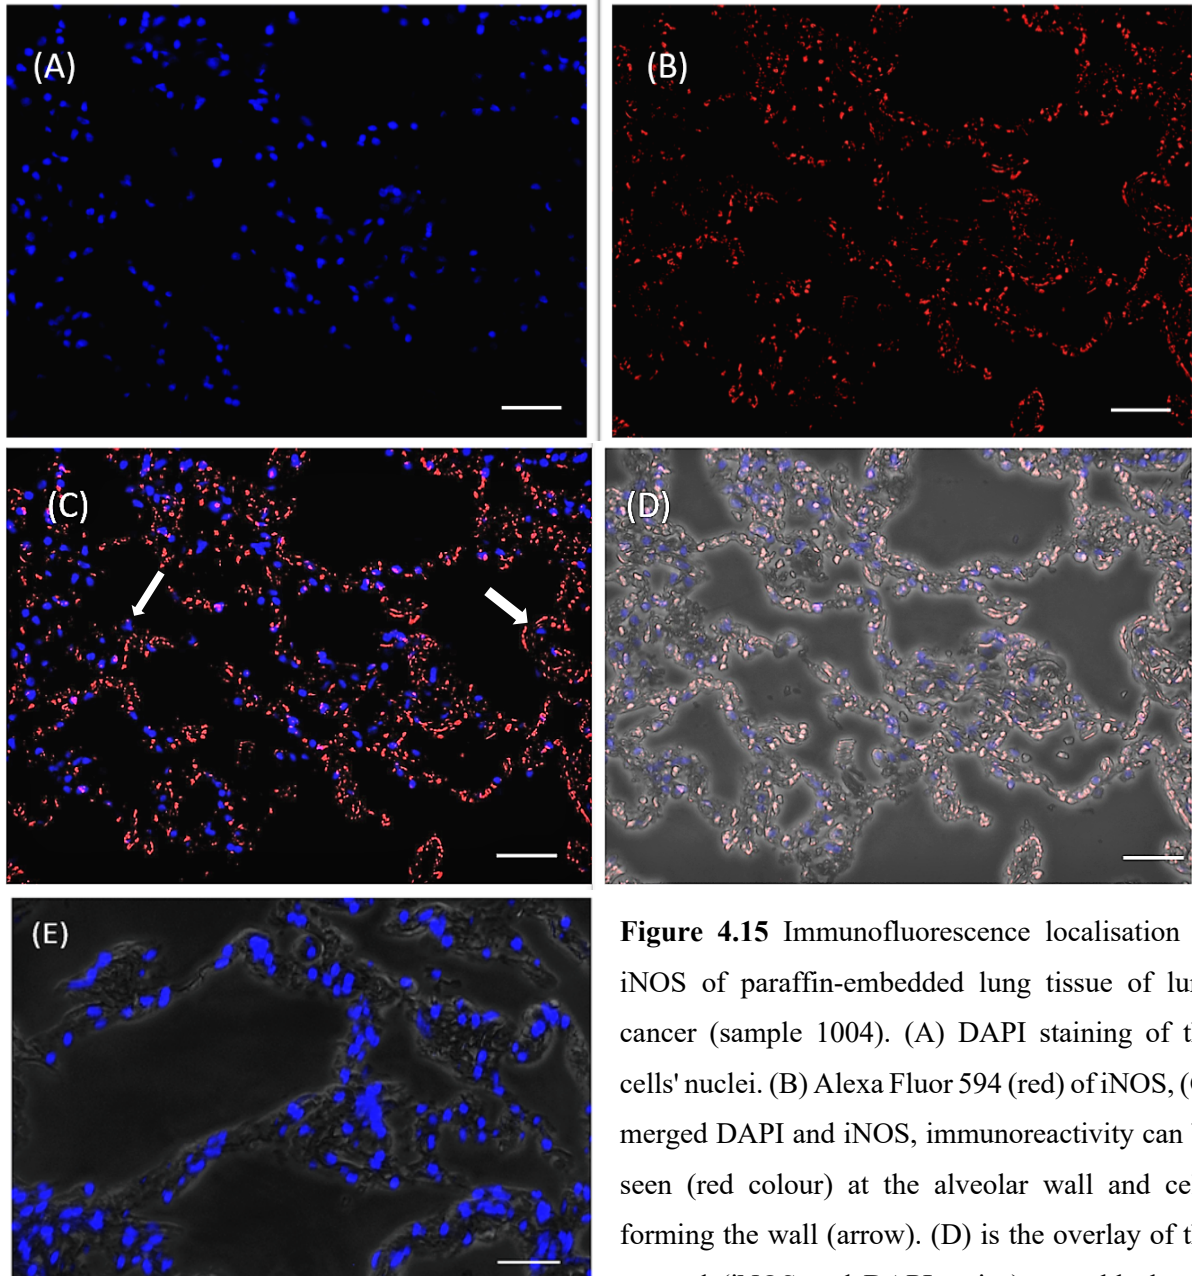 (A)
(B)
(C)
(D)
(E)
Figure 4.15 Immunofluorescence localisation
iNOS of paraffin-embedded lung tissue of
cancer (sample 1004). (A) DAPI staining of
cells' nuclei. (B) Alexa Fluor 594 (red) of iNOS,
merged DAPI and iNOS, immunoreactivity can
seen (red colour) at the alveolar wall and
forming the wall (arrow). (D) is the overlay of